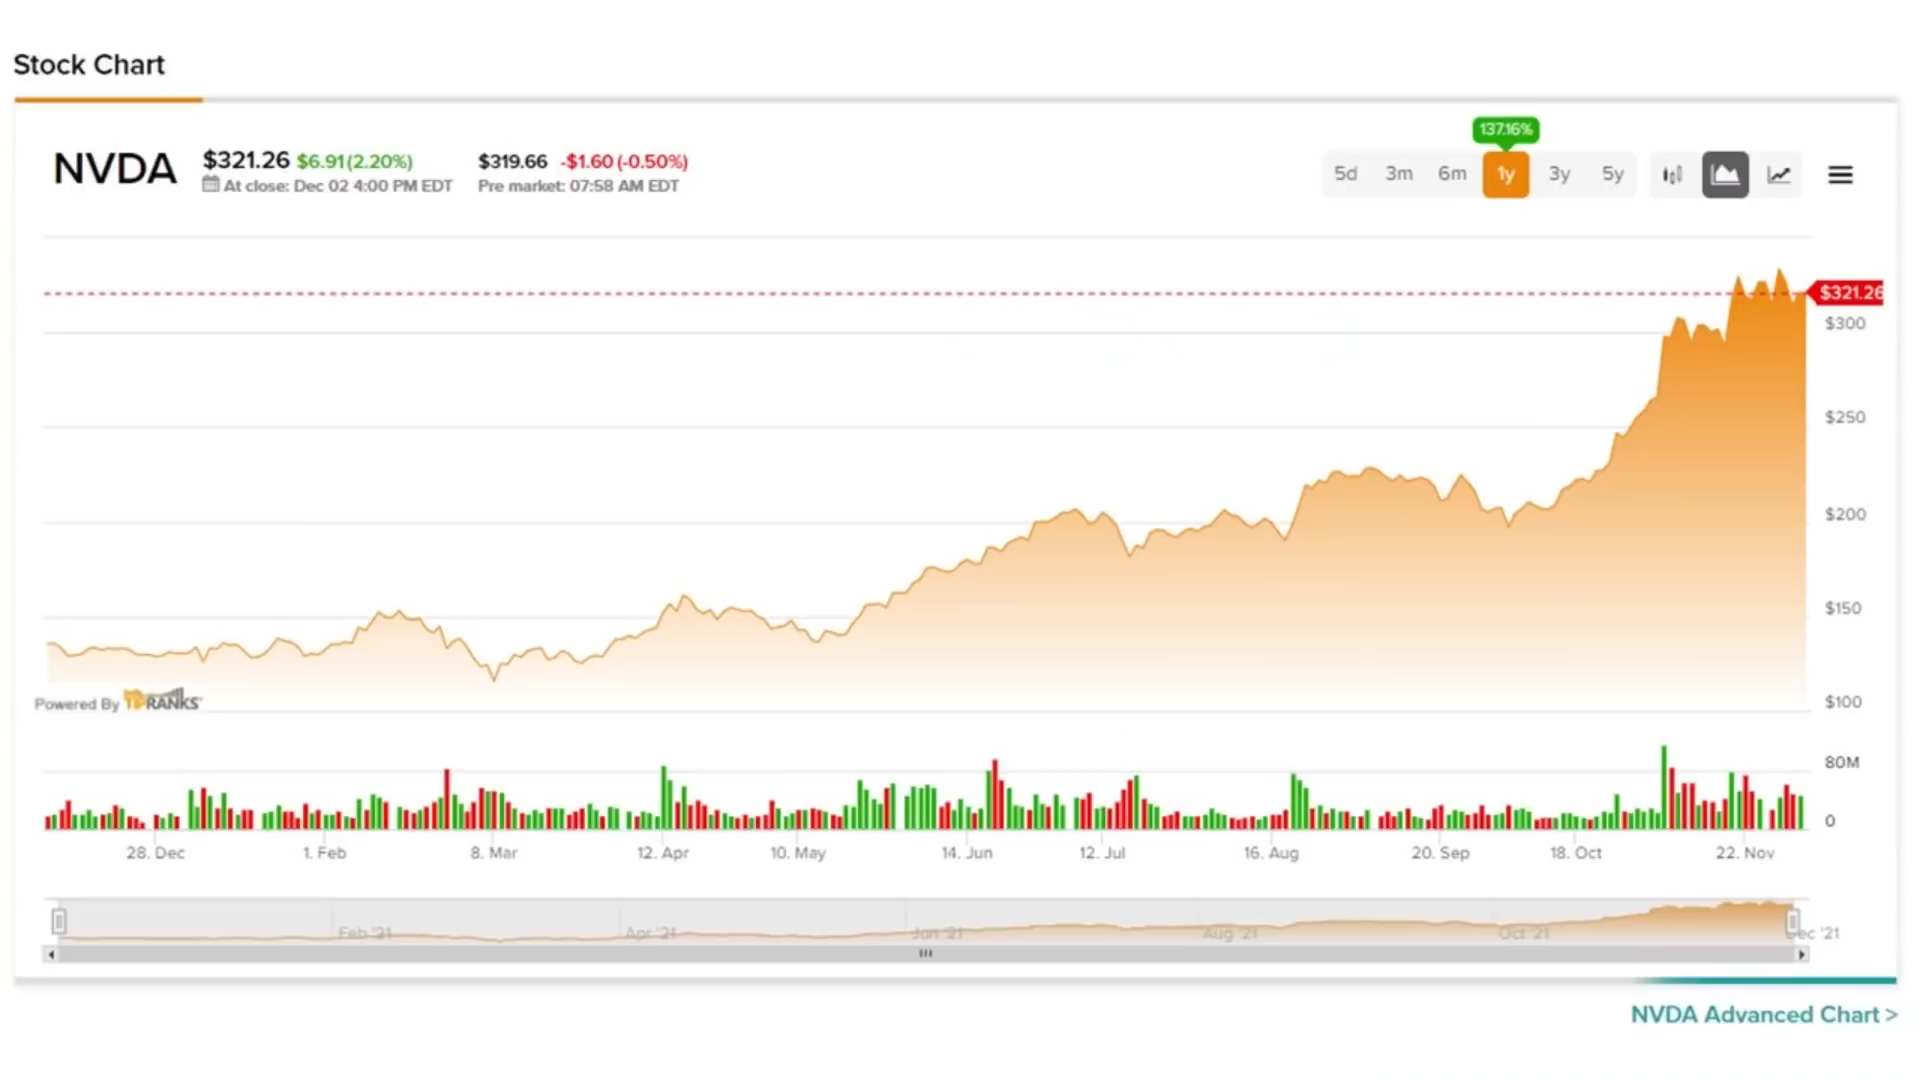 Stock Chart
137.16%
NVDA $321.26 $6.91(2.20%) $319.66 -$1.60 (-0.50%)
At close: Dec 02 4:00 PM EDT Pre market: 07:58 AM EDT
5d 3m 6m 1y 3y 5y
$321.26
$300
$250
$200
$150
$100
Powered By TIPRANKS
80M
0
28. Dec 1. Feb 8. Mar 12. Apr 10. May 14. Jun 12. Jul 16. Aug 20. Sep 18. Oct 22. Nov
Feb '21 Apr '21 Jun '21 Aug '21 Oct '21 Dec '21
NVDA Advanced Chart >